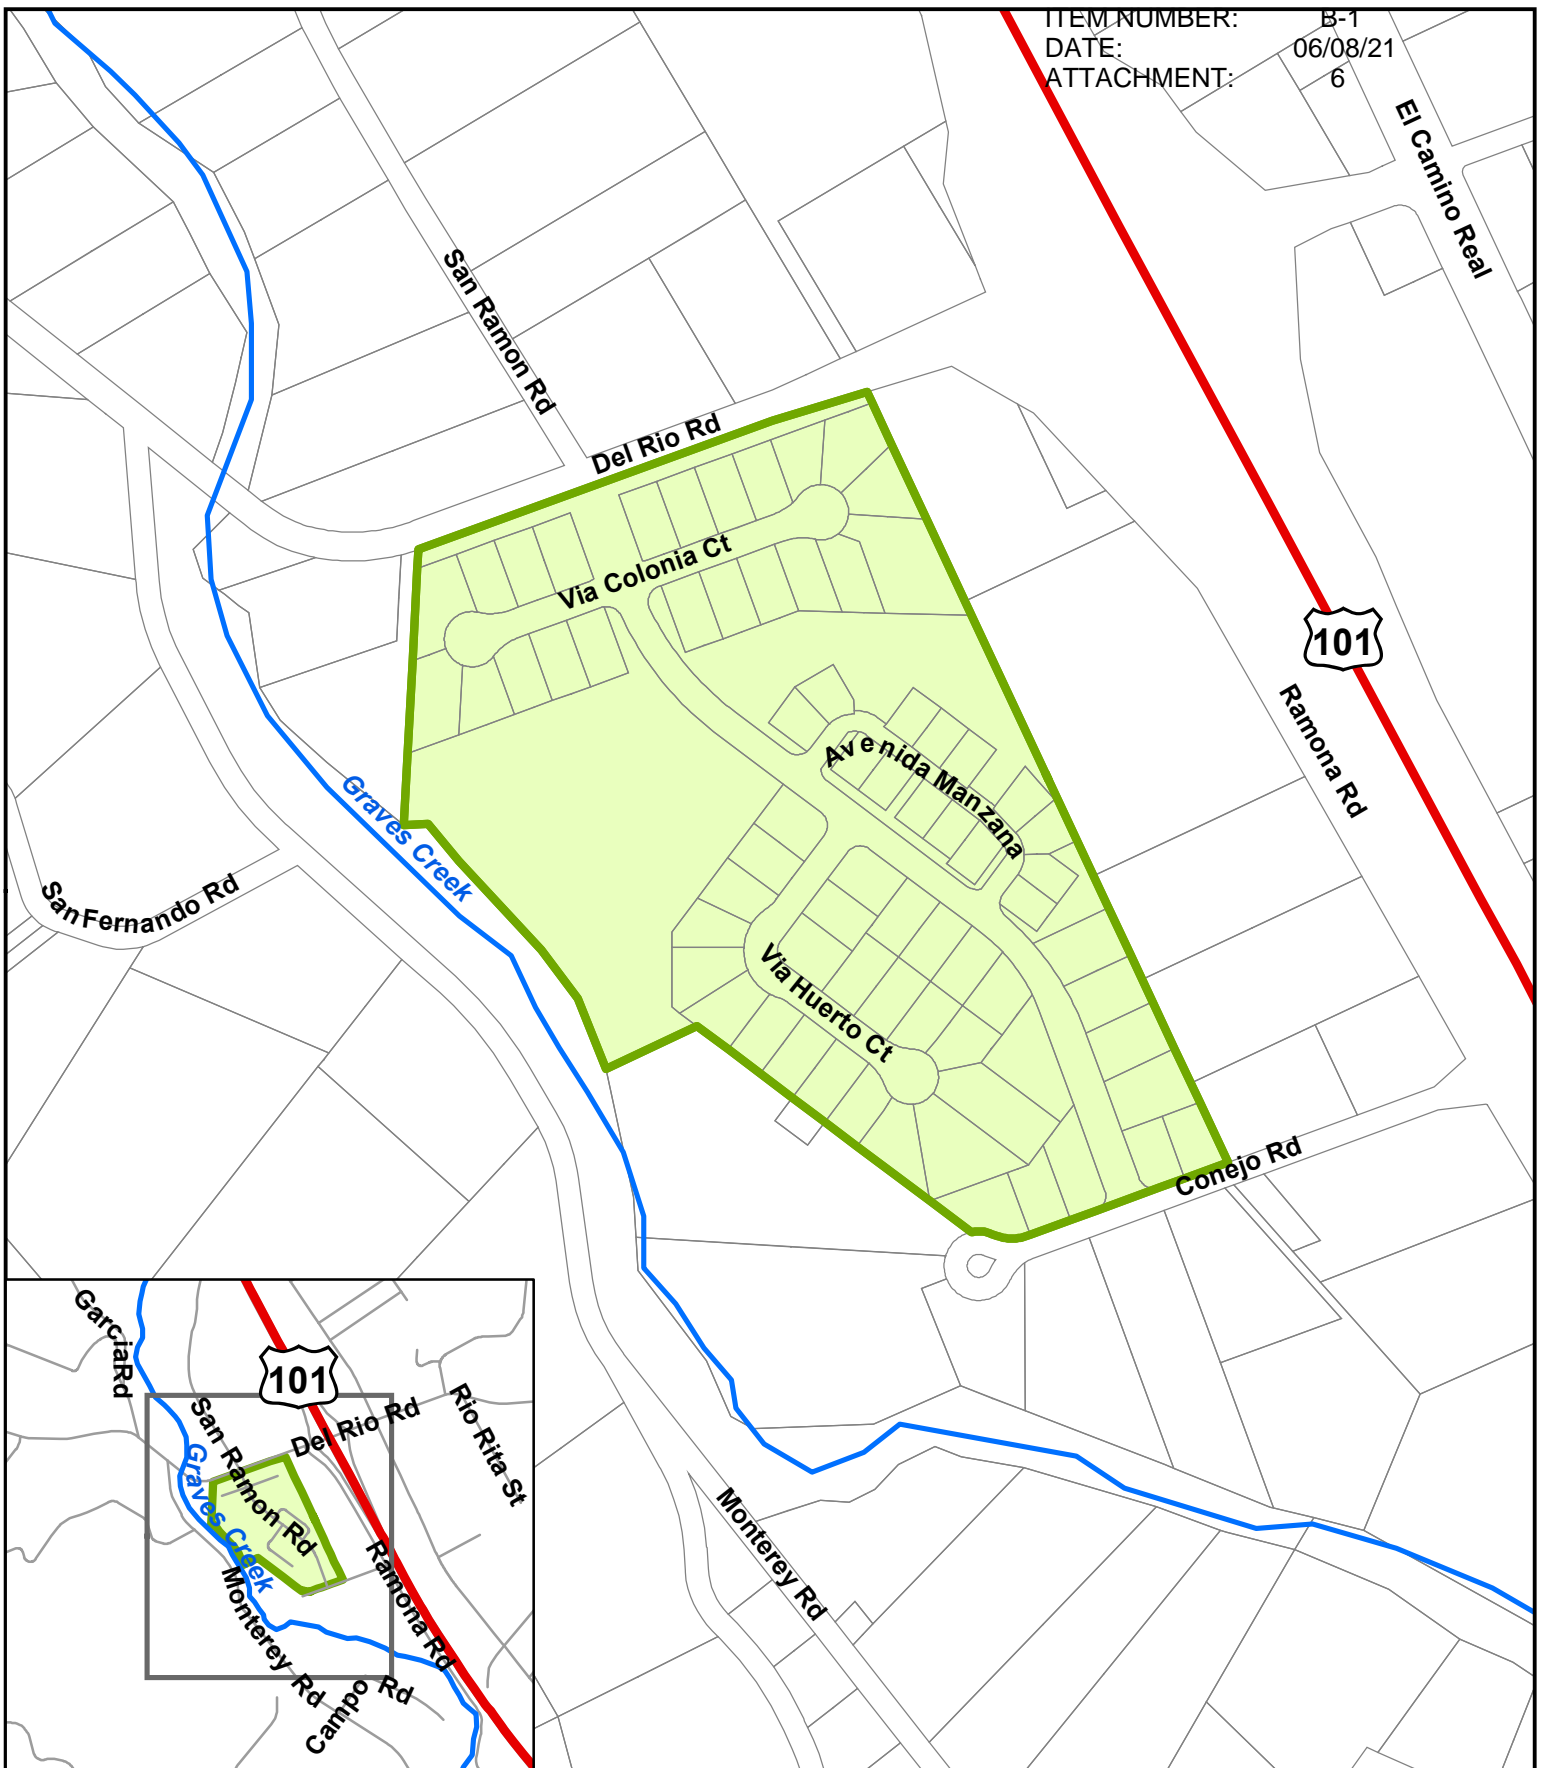 ITEM NUMBER: B-1
DATE: 06/08/21
ATTACHMENT: 6
El Camino Real
San Ramon Rd
Del Rio Rd
Via Colonia Ct
101
Ramona Rd
Avenida Manzana
Graves Creek
San Fernando Rd
Via Huerto Ct
Conejo Rd
Monterey Rd
Garcia Rd
101
San Ramon Rd
Del Rio Rd
Rio Rita St
Graves Creek
Ramona Rd
Monterey Rd
Campo Rd